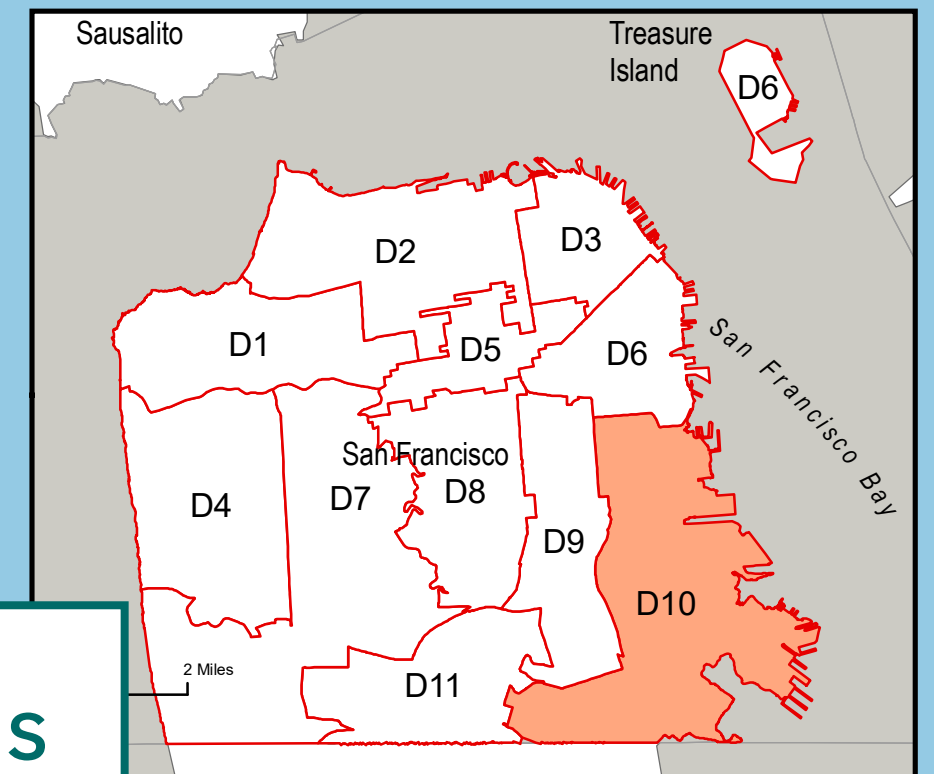 Sausalito
Treasure
Island
D6
D2
D3
D1
D5
D6
San Francisco Bay
San Francisco
D4
D7
D8
D9
D10
2 Miles
D11
S